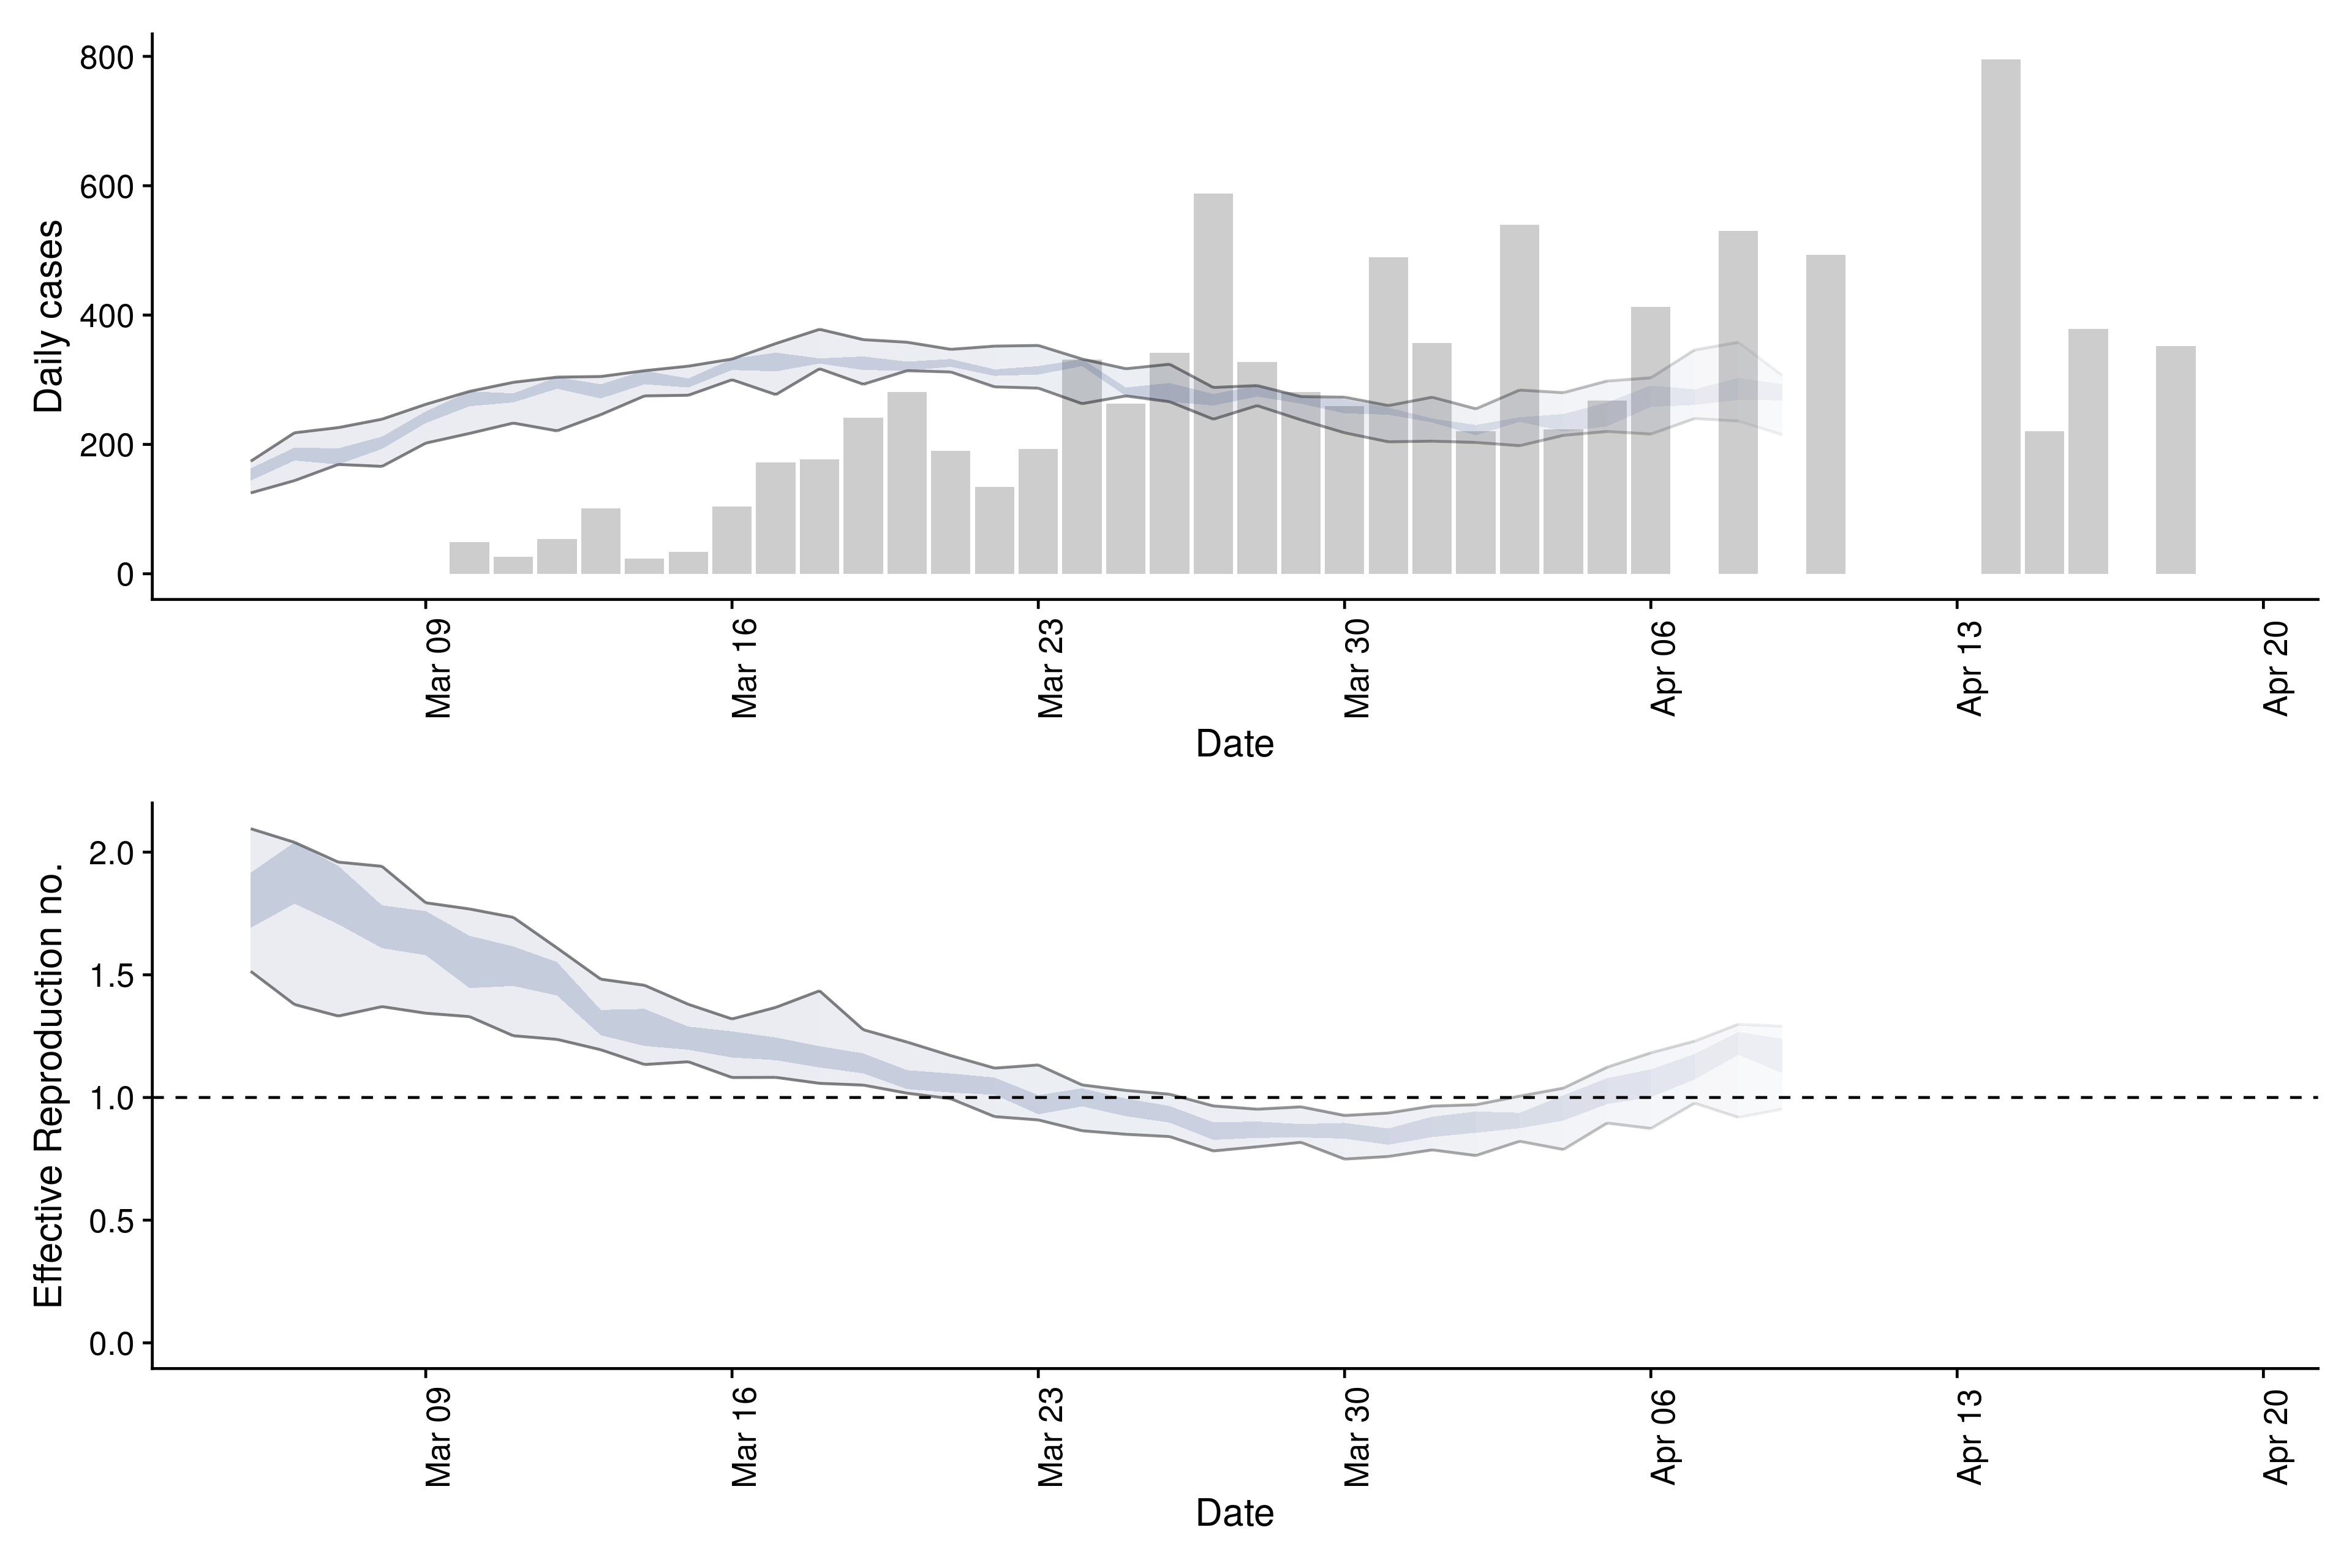 800
600
400
200
0
Daily cases
Mar 09
Mar 16
Mar 23
Mar 30
Apr 06
Apr 13
Apr 20
Date
2.0
1.5
1.0
0.5
0.0
Effective Reproduction no.
Mar 09
Mar 16
Mar 23
Mar 30
Apr 06
Apr 13
Apr 20
Date